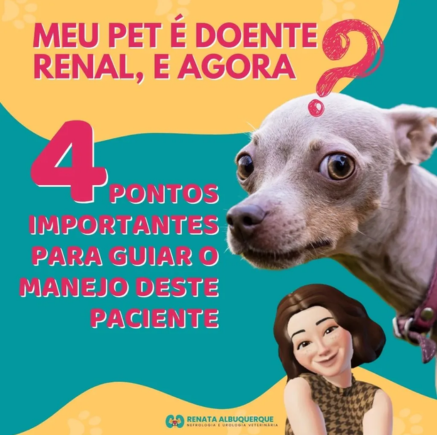 MEU PET É DOENTE
RENAL, E AGORA
?
4
PONTOS
IMPORTANTES
PARA GUIAR O
MANEJO DESTE
PACIENTE
RENATA ALBUQUERQUE
NEFROLOGIA E UROLOGIA VETERINÁRIA